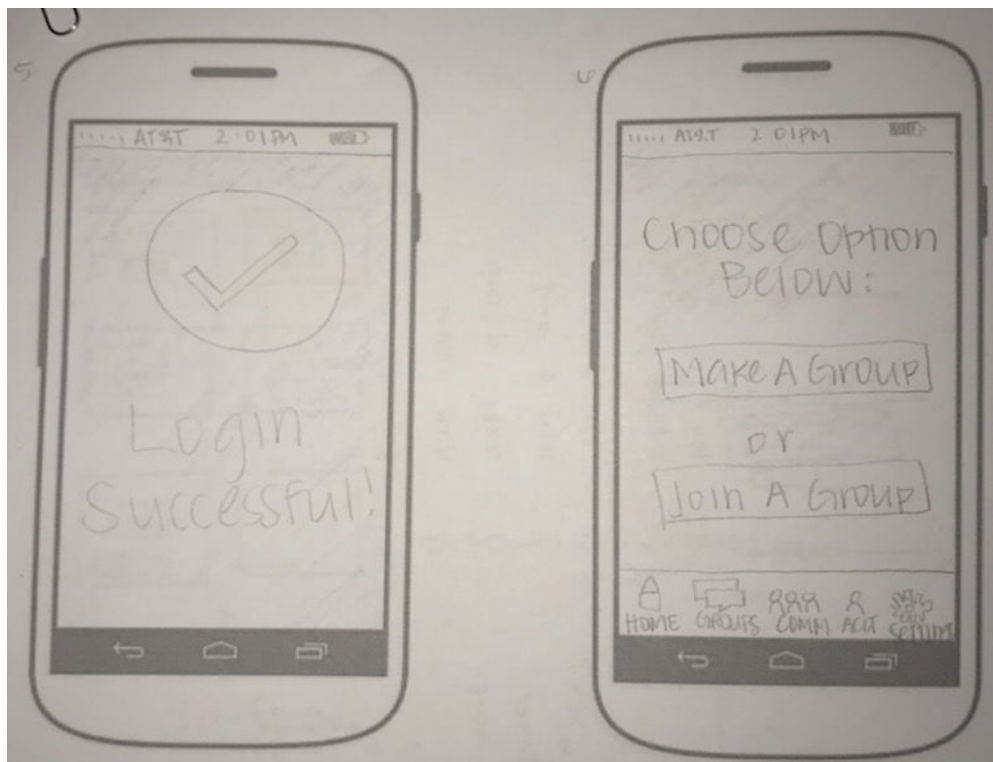 5
AT&T 2:01PM
Login
Successful!
6
AT&T 2:01PM
Choose Option
Below:
Make A Group
or
Join A Group
HOME GROUPS COMM ACCT Setting